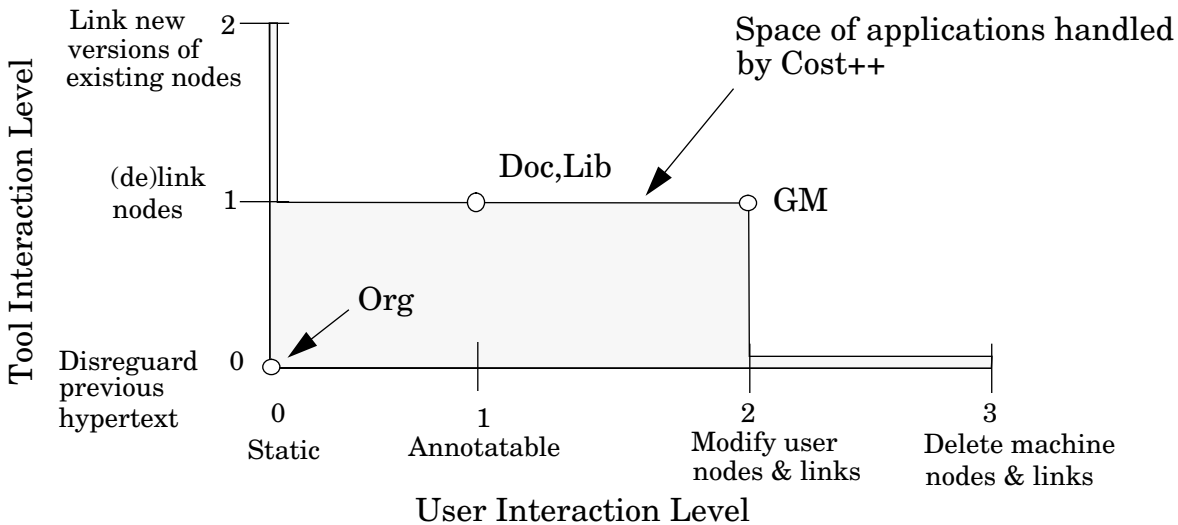 Link new
versions of
existing nodes
2
Space of applications handled
by Cost++
Tool Interaction Level
(de)link
nodes
1
Doc,Lib
GM
Org
Disreguard
previous
hypertext
0
0
1
2
3
Static
Annotatable
Modify user
nodes & links
Delete machine
nodes & links
User Interaction Level